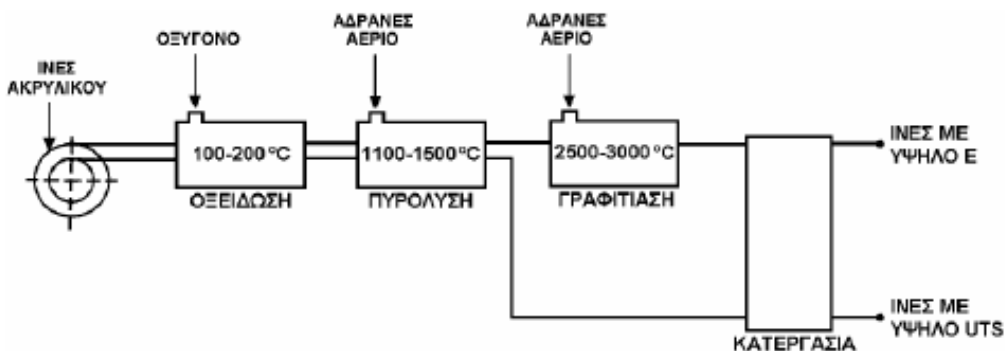 ΙΝΕΣ
ΑΚΡΥΛΙΚΟΥ
ΟΞΥΓΟΝΟ
ΑΔΡΑΝΕΣ
ΑΕΡΙΟ
ΑΔΡΑΝΕΣ
ΑΕΡΙΟ
100-200 °C
1100-1500 °C
2500-3000 °C
ΟΞΕΙΔΩΣΗ
ΠΥΡΟΛΥΣΗ
ΓΡΑΦΙΤΙΑΣΗ
ΙΝΕΣ ΜΕ
ΥΨΗΛΟ Ε
ΙΝΕΣ ΜΕ
ΥΨΗΛΟ UTS
ΚΑΤΕΡΓΑΣΙΑ